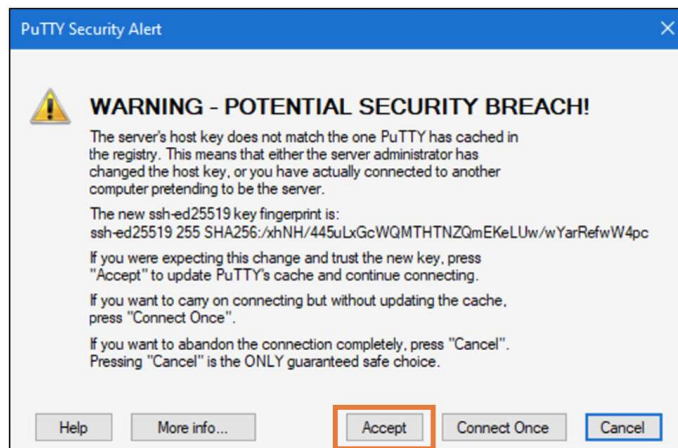 PuTTY Security Alert
WARNING - POTENTIAL SECURITY BREACH!
The server's host key does not match the one PuTTY has cached in
the registry. This means that either the server administrator has
changed the host key, or you have actually connected to another
computer pretending to be the server.
The new ssh-ed25519 key fingerprint is:
ssh-ed25519 255 SHA256:/xhNH/445uLxGcWQMTHTNZQmEKeLUw/wYarRefwW4pc
If you were expecting this change and trust the new key, press
"Accept" to update PuTTY's cache and continue connecting.
If you want to carry on connecting but without updating the cache,
press "Connect Once".
If you want to abandon the connection completely, press "Cancel".
Pressing "Cancel" is the ONLY guaranteed safe choice.
Help More info... Accept Connect Once Cancel